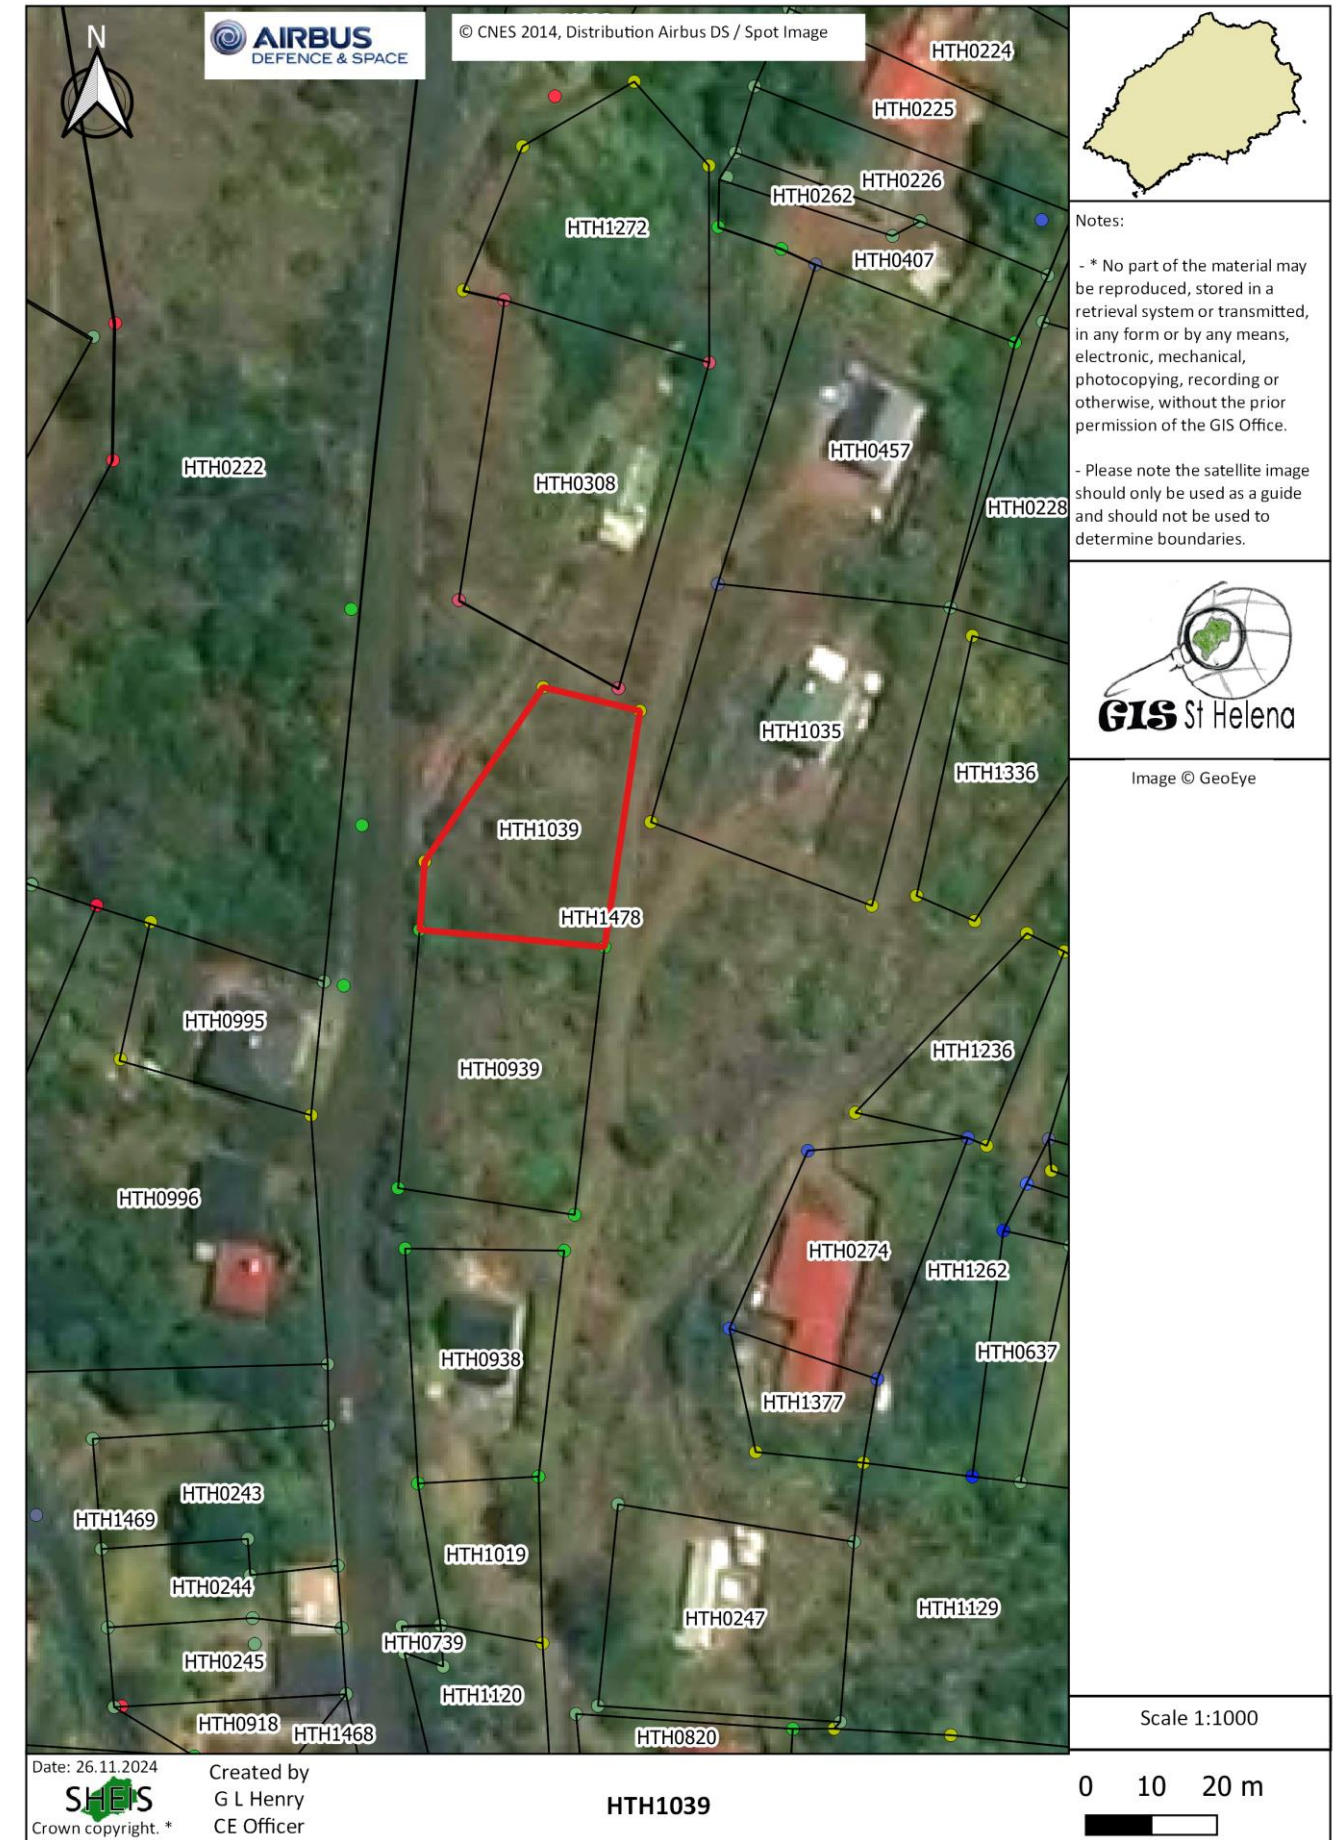 N
AIRBUS
DEFENCE & SPACE
© CNES 2014, Distribution Airbus DS / Spot Image
HTH0224
HTH0225
HTH0226
HTH0262
HTH1272
HTH0407
HTH0457
HTH0222
HTH0308
HTH0228
HTH1035
HTH1336
HTH1039
HTH1478
HTH0995
HTH1236
HTH0939
HTH0996
HTH0274
HTH1262
HTH0938
HTH0637
HTH1377
HTH0243
HTH1469
HTH1019
HTH0244
HTH1129
HTH0247
HTH0739
HTH0245
HTH1120
HTH0918
HTH1468
HTH0820
Notes:
- * No part of the material may
be reproduced, stored in a
retrieval system or transmitted,
in any form or by any means,
electronic, mechanical,
photocopying, recording or
otherwise, without the prior
permission of the GIS Office.
- Please note the satellite image
should only be used as a guide
and should not be used to
determine boundaries.
GIS St Helena
Image © GeoEye
Scale 1:1000
0 10 20 m
Date: 26.11.2024
SHEIS
Crown copyright. *
Created by
G L Henry
CE Officer
HTH1039